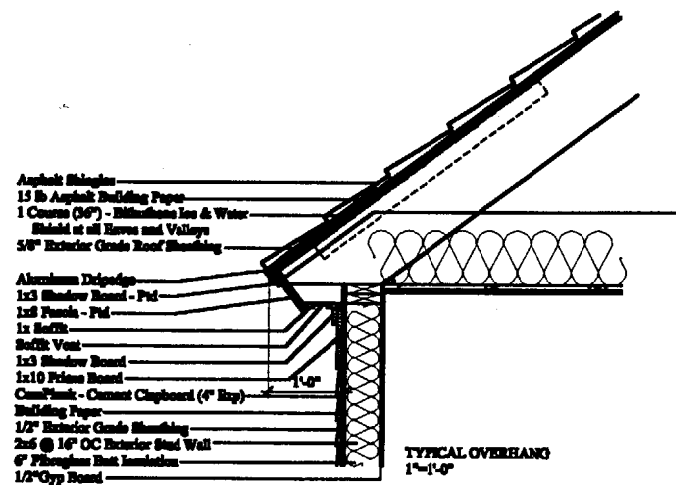 Asphalt Shingles
15 lb Asphalt Building Paper
1 Course (36") - Bituthene Ice & Water
Shield at all Eaves and Valleys
5/8" Exterior Grade Roof Sheathing
Aluminum Dripedge
1x3 Shadow Board - Ptd
1x8 Fascia - Ptd
1x Soffit
Soffit Vent
1x3 Shadow Board
1x10 Frieze Board
1'-0"
CemPlank - Cement Clapboard (4" Exp)
Building Paper
1/2" Exterior Grade Sheathing
2x6 @ 16" OC Exterior Stud Wall
6" Fibreglass Batt Insulation
1/2"Gyp Board
TYPICAL OVERHANG
1"=1'-0"